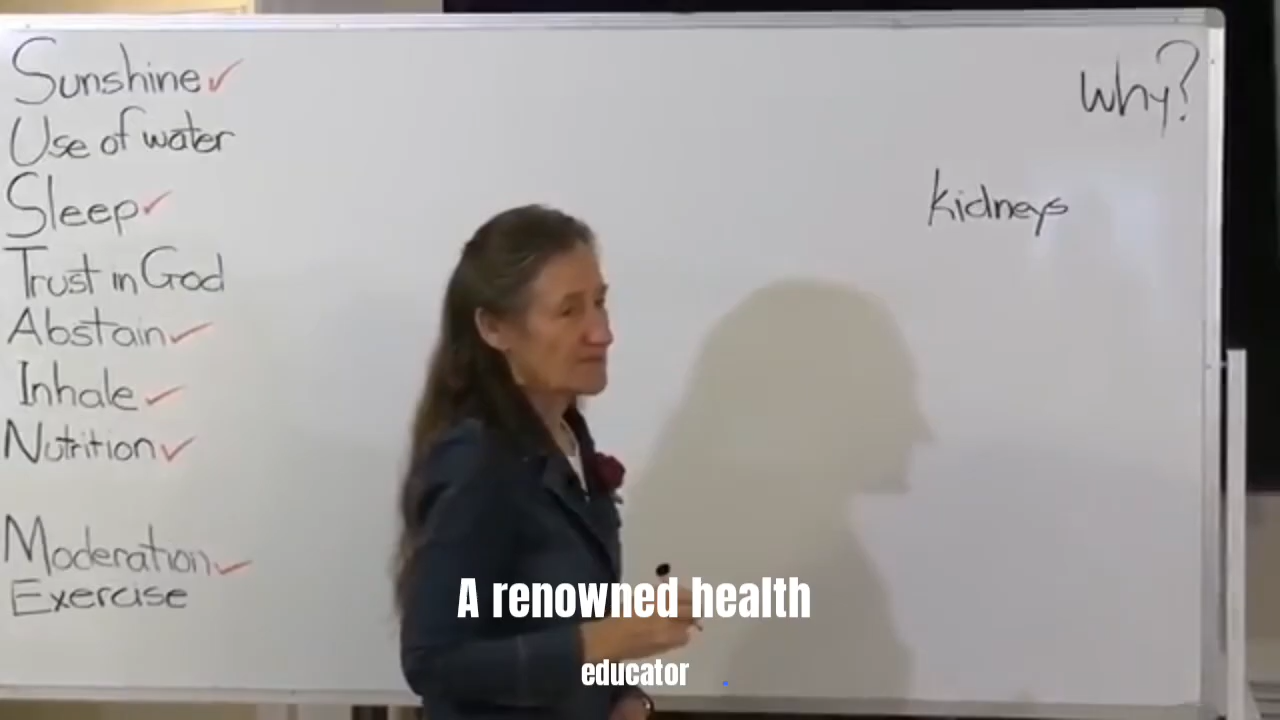 Sunshine✓
Use of water
Sleep✓
Trust in God
Abstain✓
Inhale✓
Nutrition✓
Moderation✓
Exercise
Why?
kidneys
A renowned health
educator